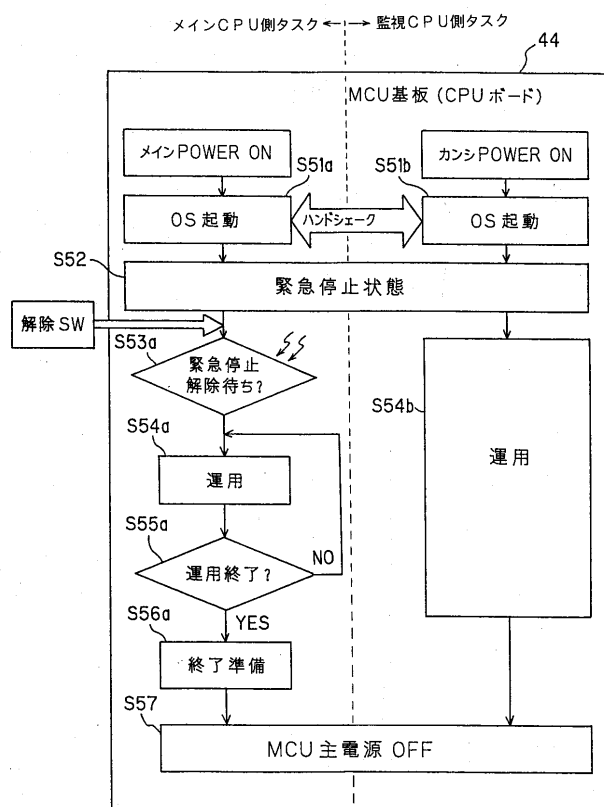 メインCPU側タスク
監視CPU側タスク
44
MCU基板(CPUボード)
メインPOWER ON
カンシPOWER ON
S51a
S51b
OS起動
ハンドシェーク
OS起動
S52
緊急停止状態
解除SW
S53a
緊急停止
解除待ち?
S54a
S54b
運用
運用
S55a
運用終了?
NO
YES
S56a
終了準備
S57
MCU主電源OFF